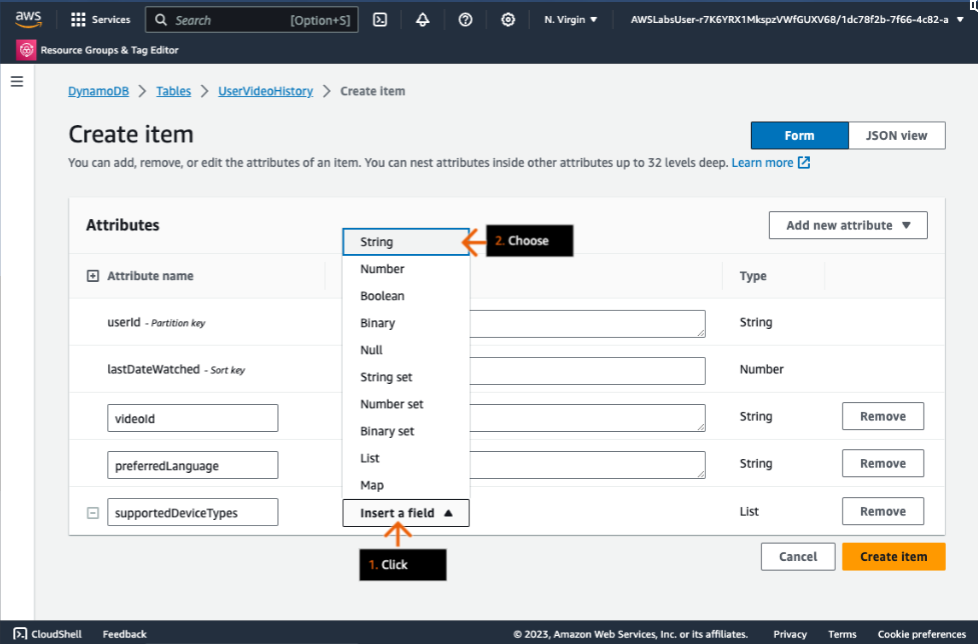 aws Services Search [Option+S] N. Virgin AWSLabsUser-r7K6YRX1MkspzVWfGUXV68/1dc78f2b-7f66-4c82-a
Resource Groups & Tag Editor
DynamoDB > Tables > UserVideoHistory > Create item
Create item
Form JSON view
You can add, remove, or edit the attributes of an item. You can nest attributes inside other attributes up to 32 levels deep. Learn more
Attributes
Add new attribute
String
2. Choose
Number
Attribute name
Type
Boolean
Binary
userId - Partition key
String
Null
lastDateWatched - Sort key
Number
String set
Number set
videoId
String
Remove
Binary set
List
preferredLanguage
String
Remove
Map
supportedDeviceTypes
Insert a field
List
Remove
1. Click
Cancel
Create item
CloudShell Feedback © 2023, Amazon Web Services, Inc. or its affiliates. Privacy Terms Cookie preferences